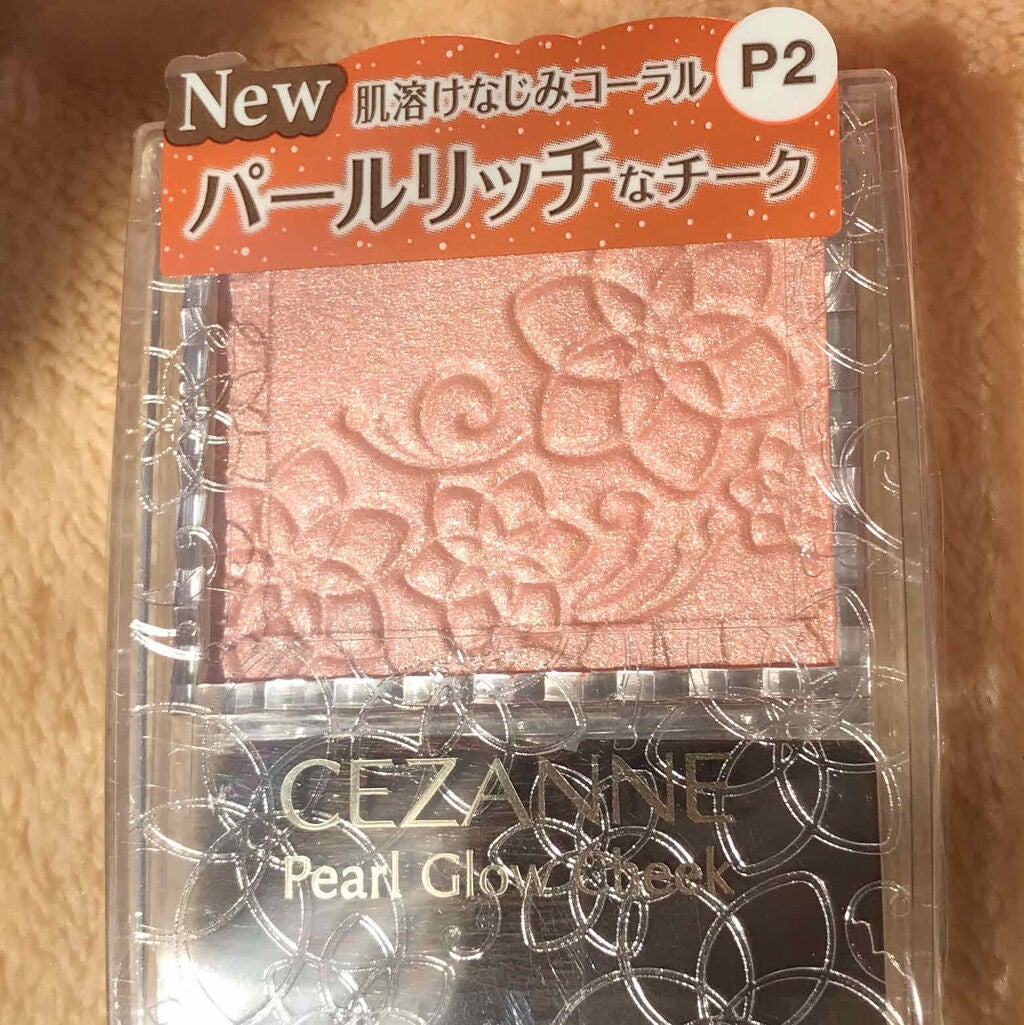 New
肌溶けなじみコーラル
P2
パールリッチなチーク
CEZANNE
Pearl Glow Cheek